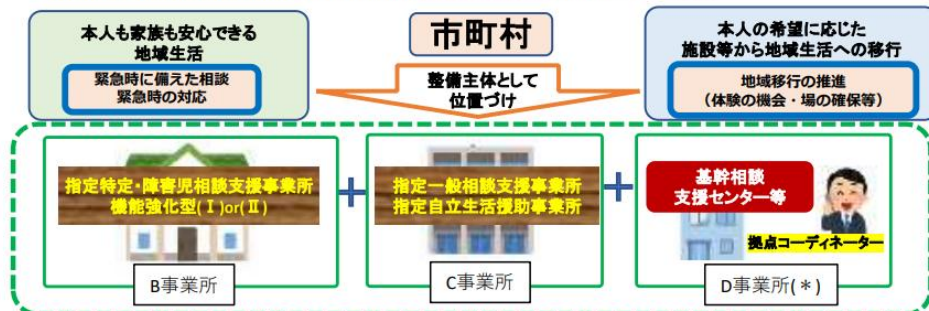 本人も家族も安心できる
地域生活
緊急時に備えた相談
緊急時の対応
市町村
整備主体として
位置づけ
本人の希望に応じた
施設等から地域生活への移行
地域移行の推進
（体験の機会・場の確保等）
指定特定・障害児相談支援事業所
機能強化型(Ⅰ)or(Ⅱ)
B事業所
+
指定一般相談支援事業所
指定自立生活援助事業所
C事業所
+
基幹相談
支援センター等
拠点コーディネーター
D事業所(＊)